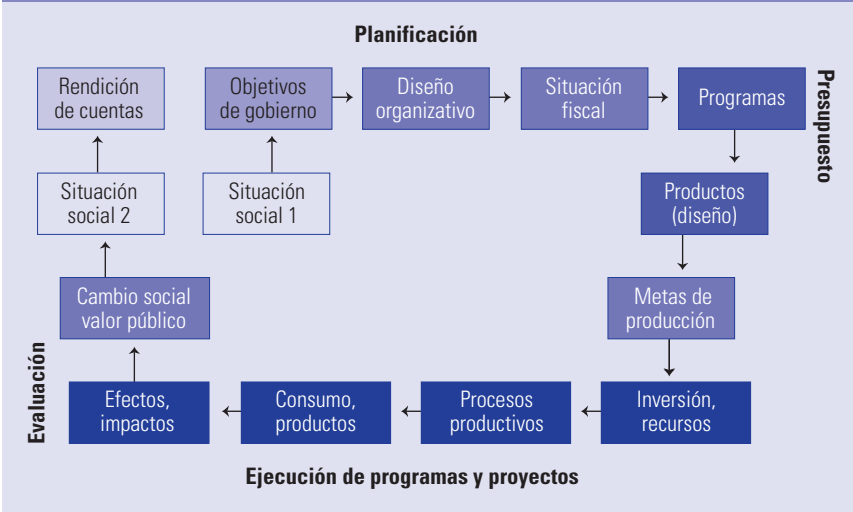 Planificación
Rendición
de cuentas
Objetivos
de gobierno
Diseño
organizativo
Situación
fiscal
Programas
Presupuesto
Situación
social 2
Situación
social 1
Productos
(diseño)
Cambio social
valor público
Metas de
producción
Evaluación
Efectos,
impactos
Consumo,
productos
Procesos
productivos
Inversión,
recursos
Ejecución de programas y proyectos